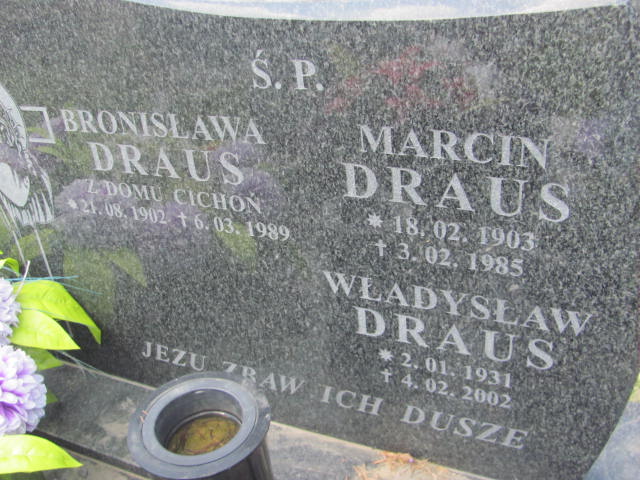 Ś. P.
BRONISŁAWA
DRAUS
Z DOMU CICHOŃ
* 21. 08. 1902 † 6. 03. 1989
MARCIN
DRAUS
* 18. 02. 1903
† 3. 02. 1985
WŁADYSŁAW
DRAUS
* 2. 01. 1931
† 4. 02. 2002
JEZU ZBAW ICH DUSZE